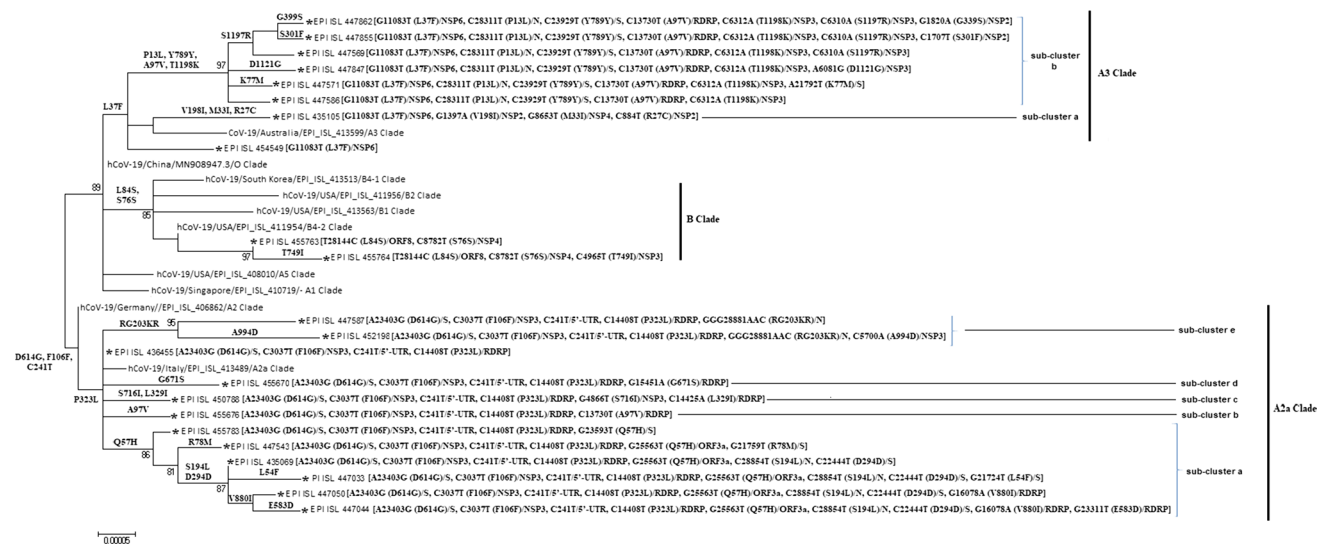 G399S
*EPI ISL 447862 [G11083T (L37F)/NSP6, C28311T (P13L)/N, C23929T (Y789Y)/S, C13730T (A97V)/RDRP, C6312A (T1198K)/NSP3, C6310A (S1197R)/NSP3, G1820A (G339S)/NSP2]
S301F
*EPI ISL 447855 [G11083T (L37F)/NSP6, C28311T (P13L)/N, C23929T (Y789Y)/S, C13730T (A97V)/RDRP, C6312A (T1198K)/NSP3, C6310A (S1197R)/NSP3, C1707T (S301F)/NSP2]
S1197R
*EPI ISL 447569 [G11083T (L37F)/NSP6, C28311T (P13L)/N, C23929T (Y789Y)/S, C13730T (A97V)/RDRP, C6312A (T1198K)/NSP3, C6310A (S1197R)/NSP3]
sub-cluster
b
P13L, Y789Y,
A97V, T1198K
97
D1121G
*EPI ISL 447847 [G11083T (L37F)/NSP6, C28311T (P13L)/N, C23929T (Y789Y)/S, C13730T (A97V)/RDRP, C6312A (T1198K)/NSP3, A6081G (D1121G)/NSP3]
A3 Clade
K77M
*EPI ISL 447571 [G11083T (L37F)/NSP6, C28311T (P13L)/N, C23929T (Y789Y)/S, C13730T (A97V)/RDRP, C6312A (T1198K)/NSP3, A21792T (K77M)/S]
*EPI ISL 447586 [G11083T (L37F)/NSP6, C28311T (P13L)/N, C23929T (Y789Y)/S, C13730T (A97V)/RDRP, C6312A (T1198K)/NSP3]
L37F
V198I, M33I, R27C
*EPI ISL 435105 [G11083T (L37F)/NSP6, G1397A (V198I)/NSP2, G8653T (M33I)/NSP4, C884T (R27C)/NSP2]
sub-cluster a
CoV-19/Australia/EPI_ISL_413599/A3 Clade
*EPI ISL 454549 [G11083T (L37F)/NSP6]
hCoV-19/China/MN908947.3/O Clade
89
L84S,
S76S
85
hCoV-19/South Korea/EPI_ISL_413513/B4-1 Clade
hCoV-19/USA/EPI_ISL_411956/B2 Clade
hCoV-19/USA/EPI_ISL_413563/B1 Clade
B Clade
hCoV-19/USA/EPI_ISL_411954/B4-2
*EPI ISL 455763 [T28144C (L84S)/ORF8, C8782T (S76S)/NSP4]
97
T749I
*EPI ISL 455764 [T28144C (L84S)/ORF8, C8782T (S76S)/NSP4, C4965T (T749I)/NSP3]
hCoV-19/USA/EPI_ISL_408010/A5 Clade
hCoV-19/Singapore/EPI_ISL_410719/- A1 Clade
hCoV-19/Germany//EPI_ISL_406862/A2 Clade
RG203KR
95
*EPI ISL 447587 [A23403G (D614G)/S, C3037T (F106F)/NSP3, C241T/5'-UTR, C14408T (P323L)/RDRP, GGG28881AAC (RG203KR)/N]
A994D
*EPI ISL 452198 [A23403G (D614G)/S, C3037T (F106F)/NSP3, C241T/5'-UTR, C14408T (P323L)/RDRP, GGG28881AAC (RG203KR)/N, C5700A (A994D)/NSP3]
sub-cluster e
*EPI ISL 436455 [A23403G (D614G)/S, C3037T (F106F)/NSP3, C241T/5'-UTR, C14408T (P323L)/RDRP]
D614G, F106F,
C241T
hCoV-19/Italy/EPI_ISL_413489/A2a Clade
G671S
*EPI ISL 455670 [A23403G (D614G)/S, C3037T (F106F)/NSP3, C241T/5'-UTR, C14408T (P323L)/RDRP, G15451A (G671S)/RDRP]
sub-cluster d
P323L
S716I, L329I
*EPI ISL 450788 [A23403G (D614G)/S, C3037T (F106F)/NSP3, C241T/5'-UTR, C14408T (P323L)/RDRP, G4866T (S716I)/NSP3, C14425A (L329I)/RDRP]
sub-cluster c
A97V
*EPI ISL 455676 [A23403G (D614G)/S, C3037T (F106F)/NSP3, C241T/5'-UTR, C14408T (P323L)/RDRP, C13730T (A97V)/RDRP]
sub-cluster b
A2a Clade
*EPI ISL 455783 [A23403G (D614G)/S, C3037T (F106F)/NSP3, C241T/5'-UTR, C14408T (P323L)/RDRP, G23593T (Q57H)/S]
Q57H
86
R78M
*EPI ISL 447543 [A23403G (D614G)/S, C3037T (F106F)/NSP3, C241T/5'-UTR, C14408T (P323L)/RDRP, G25563T (Q57H)/ORF3a, G21759T (R78M)/S]
81
S194L
D294D
87
*EPI ISL 435069 [A23403G (D614G)/S, C3037T (F106F)/NSP3, C241T/5'-UTR, C14408T (P323L)/RDRP, G25563T (Q57H)/ORF3a, C28854T (S194L)/N, C22444T (D294D)/S]
sub-cluster a
L54F
*EPI ISL 447033 [A23403G (D614G)/S, C3037T (F106F)/NSP3, C241T/5'-UTR, C14408T (P323L)/RDRP, G25563T (Q57H)/ORF3a, C28854T (S194L)/N, C22444T (D294D)/S, G21724T (L54F)/S]
V880I
*EPI ISL 447050 [A23403G (D614G)/S, C3037T (F106F)/NSP3, C241T/5'-UTR, C14408T (P323L)/RDRP, G25563T (Q57H)/ORF3a, C28854T (S194L)/N, C22444T (D294D)/S, G16078A (V880I)/RDRP]
E583D
*EPI ISL 447044 [A23403G (D614G)/S, C3037T (F106F)/NSP3, C241T/5'-UTR, C14408T (P323L)/RDRP, G25563T (Q57H)/ORF3a, C28854T (S194L)/N, C22444T (D294D)/S, G16078A (V880I)/RDRP, G23311T (E583D)/RDRP]
0.00005